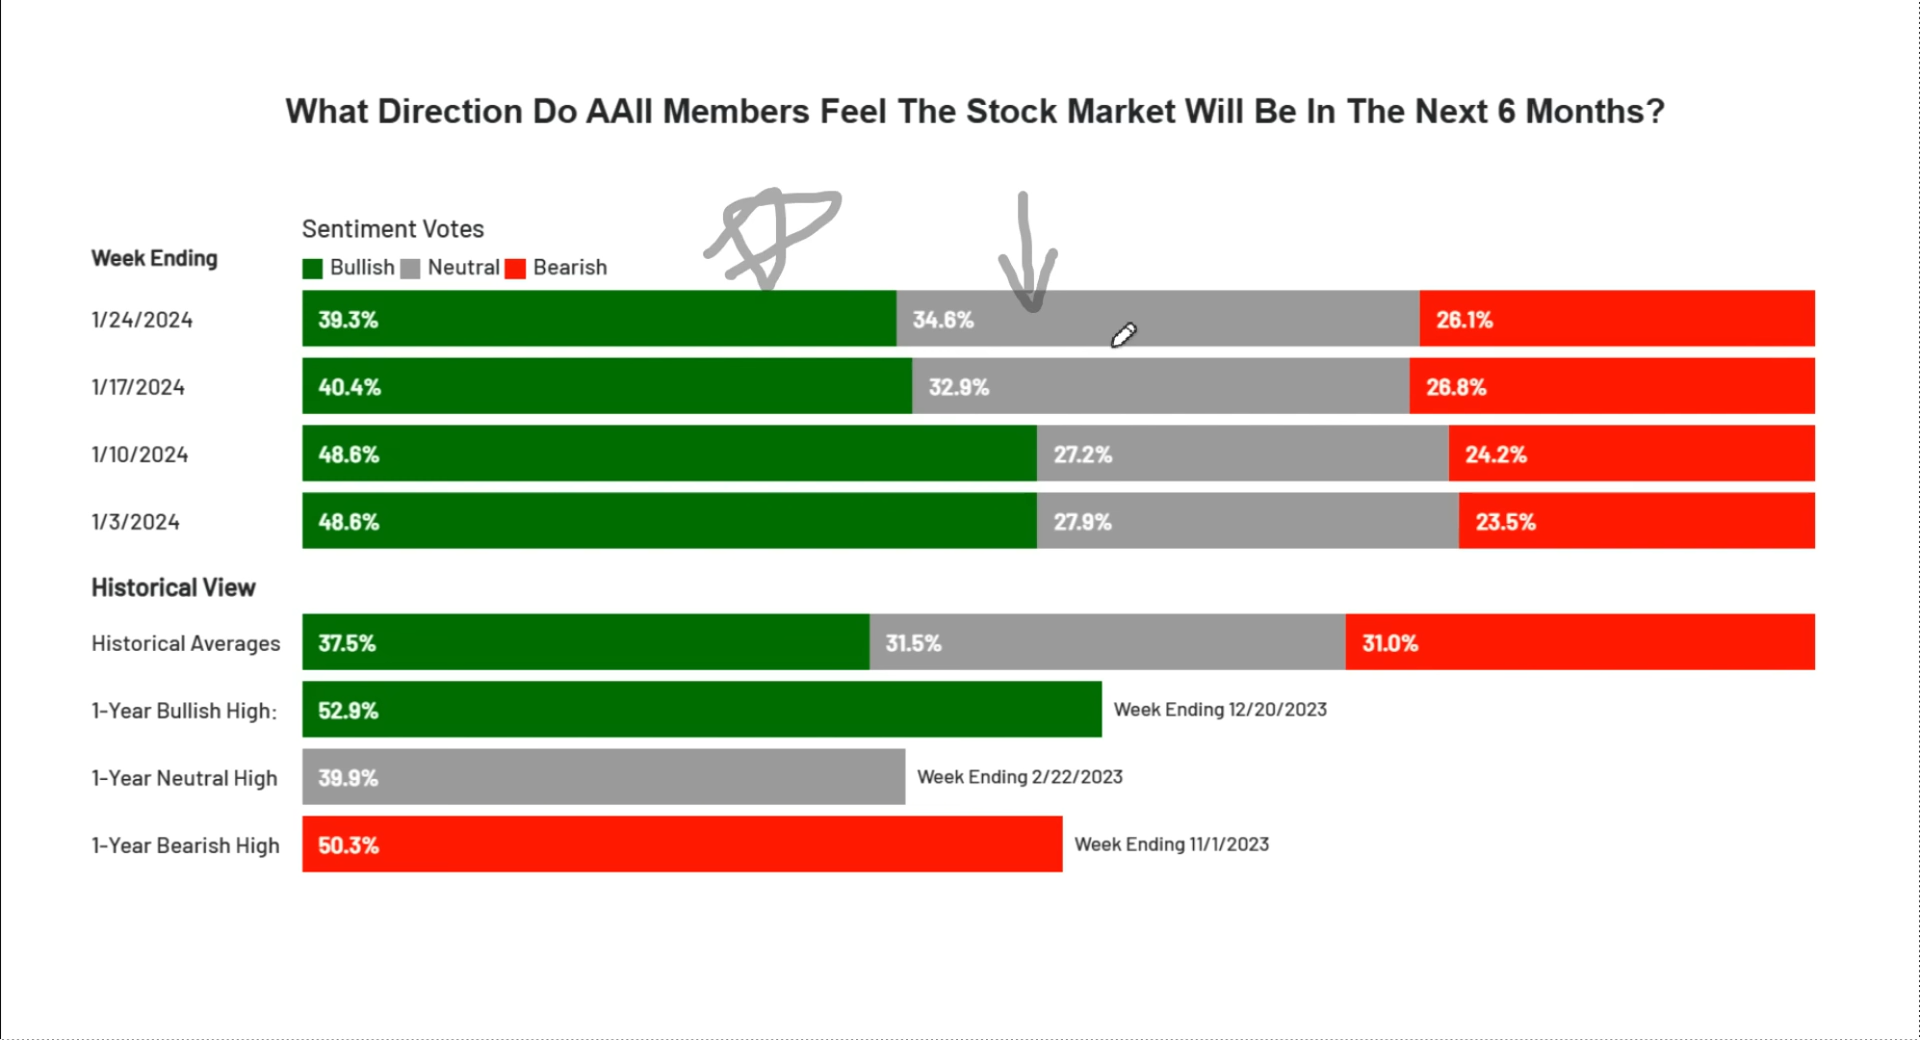 What Direction Do AAII Members Feel The Stock Market Will Be In The Next 6 Months?
Sentiment Votes
Week Ending
Bullish Neutral Bearish
1/24/2024 39.3% 34.6% 26.1%
1/17/2024 40.4% 32.9% 26.8%
1/10/2024 48.6% 27.2% 24.2%
1/3/2024 48.6% 27.9% 23.5%
Historical View
Historical Averages 37.5% 31.5% 31.0%
1-Year Bullish High: 52.9% Week Ending 12/20/2023
1-Year Neutral High 39.9% Week Ending 2/22/2023
1-Year Bearish High 50.3% Week Ending 11/1/2023